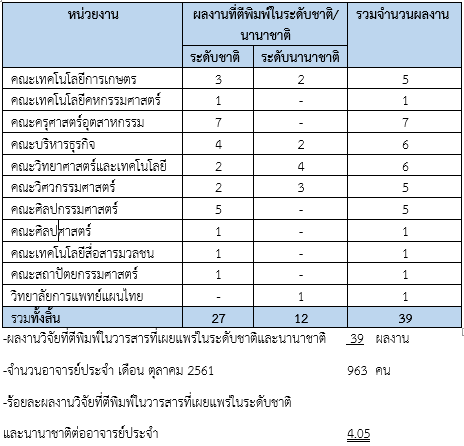 หน่วยงาน ผลงานที่ตีพิมพ์ในระดับชาติ/ รวมจำนวนผลงาน
นานาชาติ
ระดับชาติ ระดับนานาชาติ
คณะเทคโนโลยีการเกษตร 3 2 5
คณะเทคโนโลยีคหกรรมศาสตร์ 1 - 1
คณะครุศาสตร์อุตสาหกรรม 7 - 7
คณะบริหารธุรกิจ 4 2 6
คณะวิทยาศาสตร์และเทคโนโลยี 2 4 6
คณะวิศวกรรมศาสตร์ 2 3 5
คณะศิลปกรรมศาสตร์ 5 - 5
คณะศิลปศาสตร์ 1 - 1
คณะเทคโนโลยีสื่อสารมวลชน 1 - 1
คณะสถาปัตยกรรมศาสตร์ 1 - 1
วิทยาลัยการแพทย์แผนไทย - 1 1
รวมทั้งสิ้น 27 12 39
-ผลงานวิจัยที่ตีพิมพ์ในวารสารที่เผยแพร่ในระดับชาติและนานาชาติ 39 ผลงาน
-จำนวนอาจารย์ประจำ เดือน ตุลาคม 2561 963 คน
-ร้อยละผลงานวิจัยที่ตีพิมพ์ในวารสารที่เผยแพร่ในระดับชาติ
และนานาชาติต่ออาจารย์ประจำ 4.05